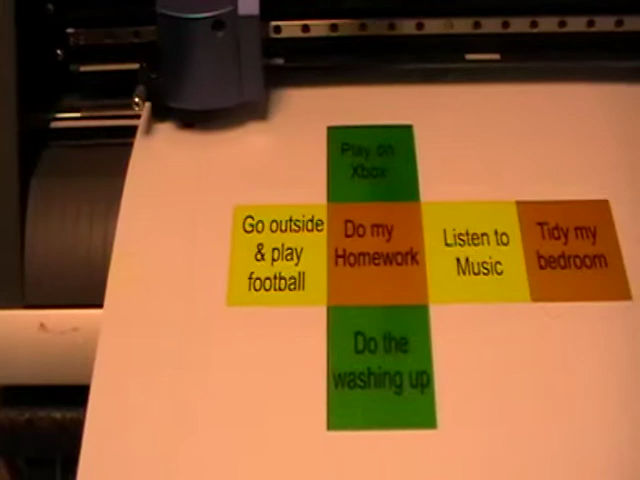 Play on
Xbox
Go outside
& play
football
Do my
Homework
Listen to
Music
Tidy my
bedroom
Do the
washing up